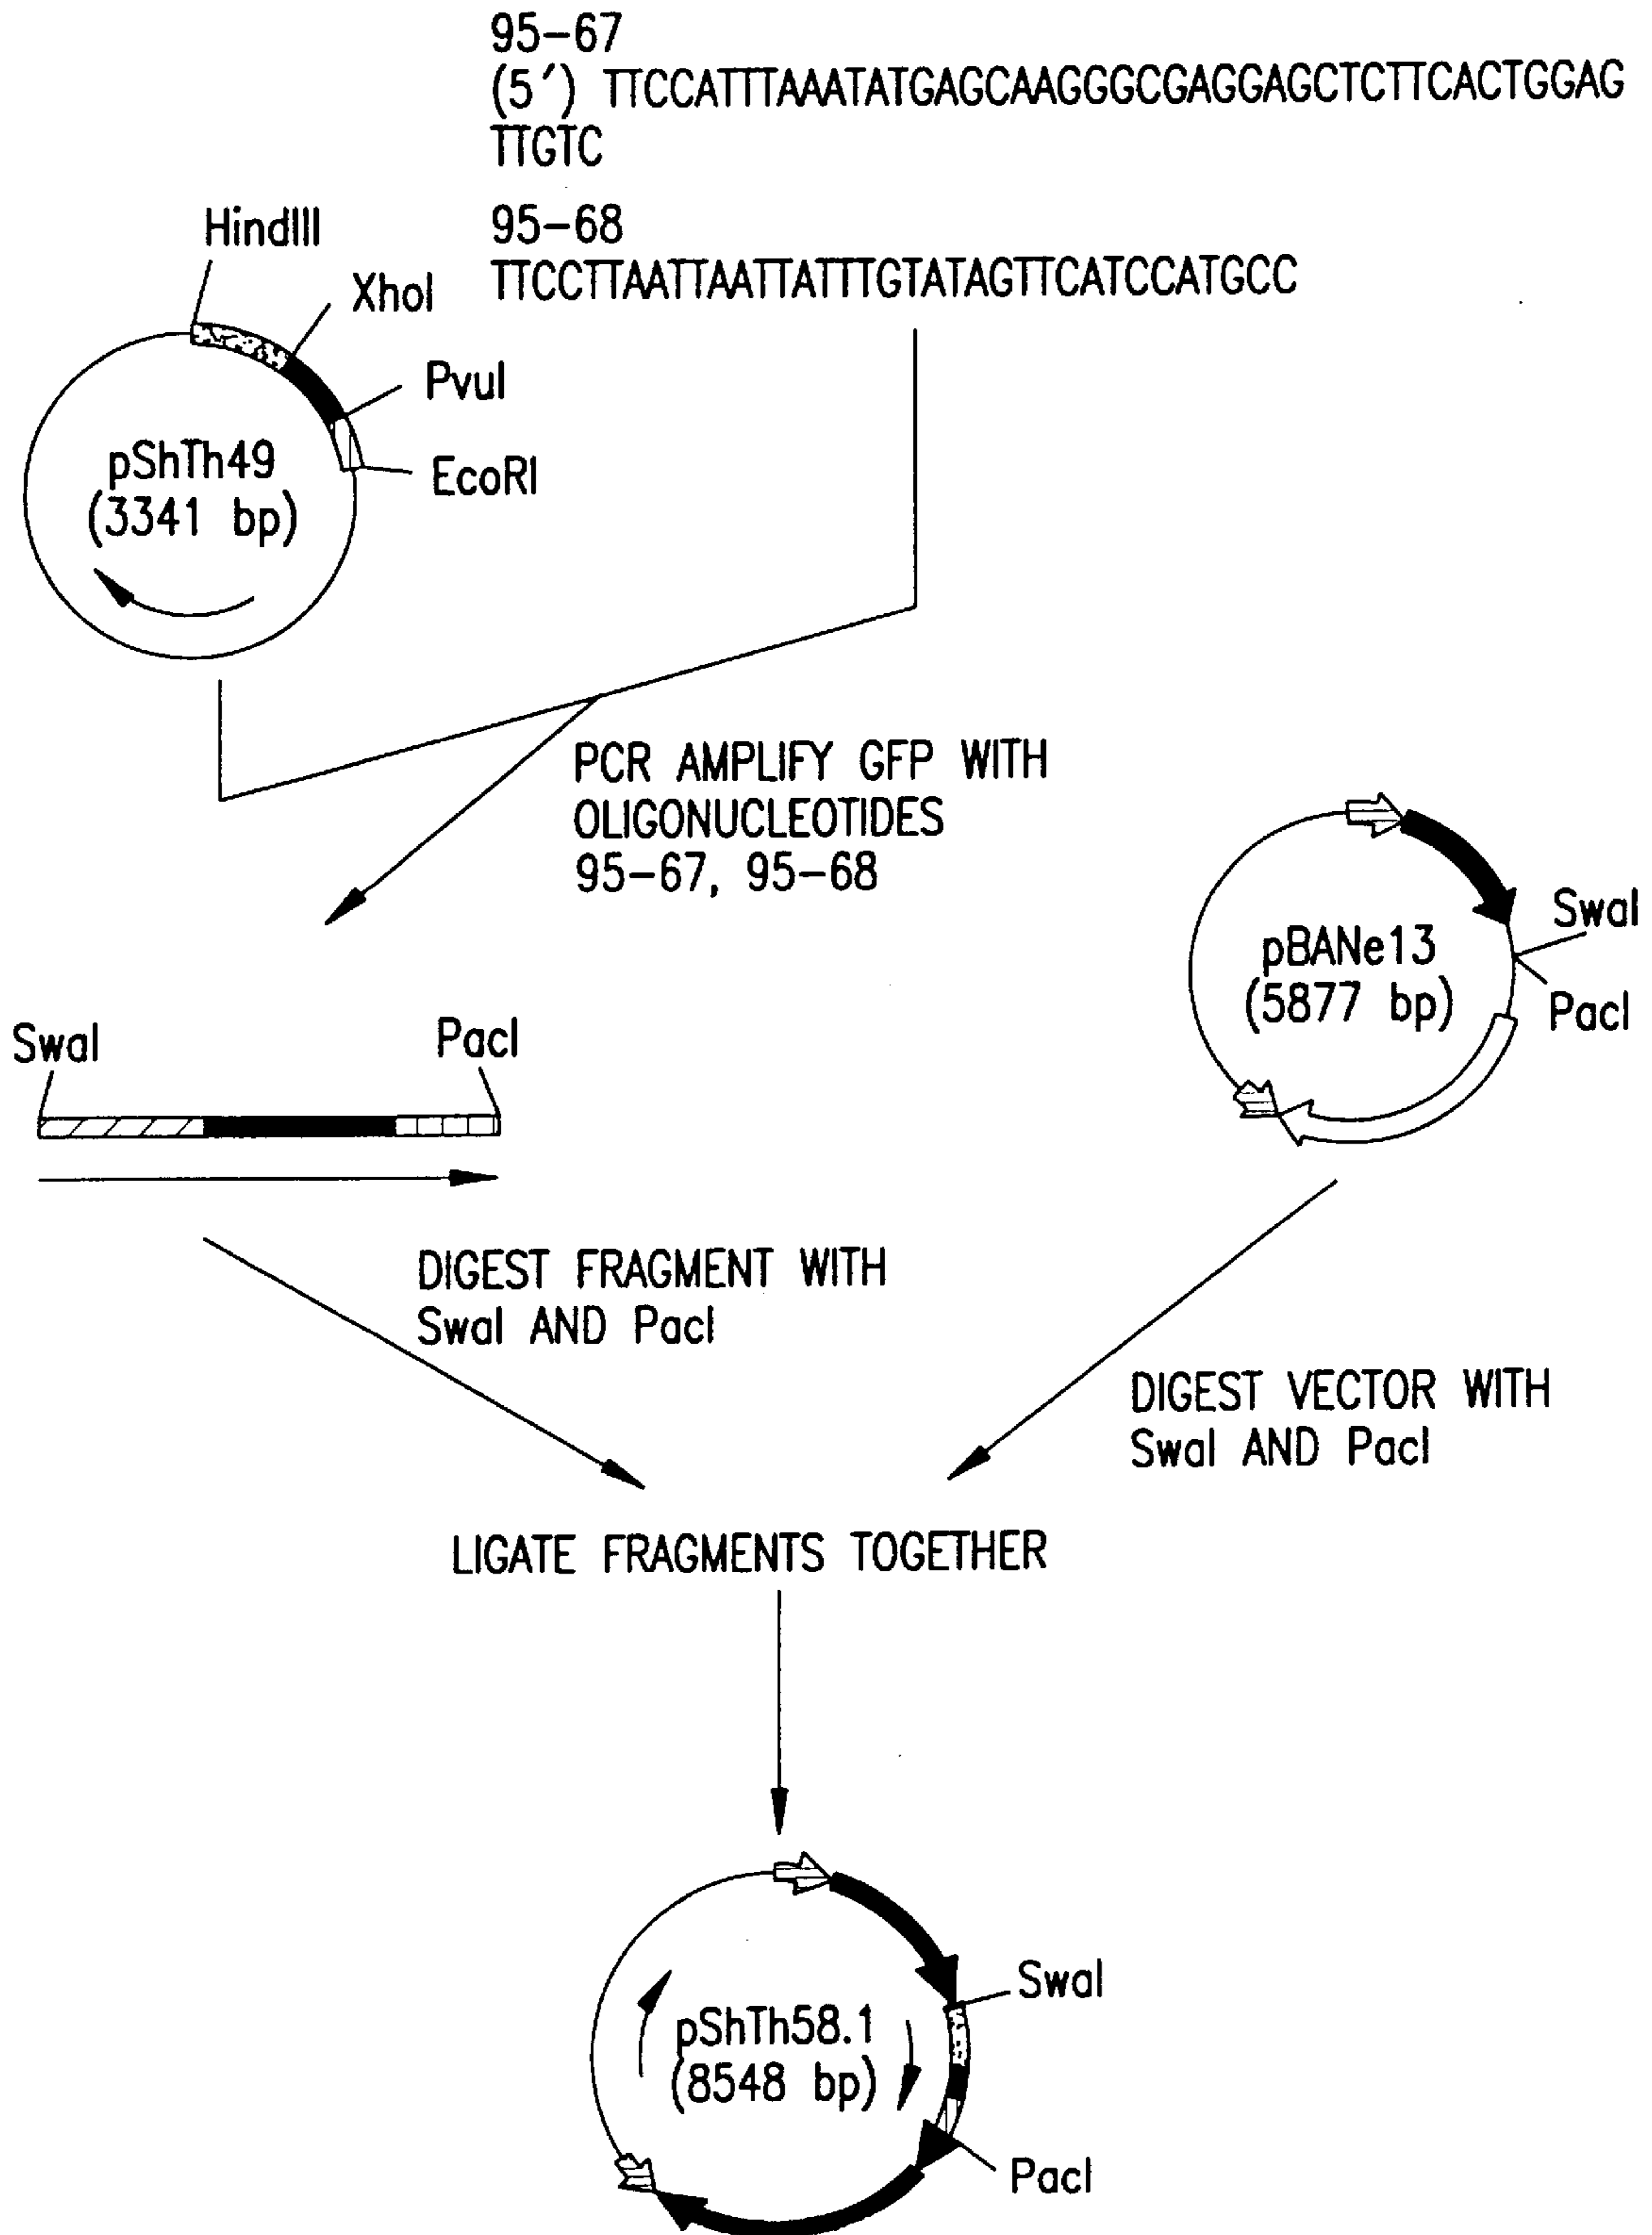 95-67
(5') TTCCATTTAAATATGAGCAAGGGCGAGGAGCTCTTCACTGGAG
TTGTC
95-68
TTCCTTAATTAATTATTTGTATAGTTCATCCATGCC
HindIII
XhoI
PvuI
EcoRI
pShTh49
(3341 bp)
PCR AMPLIFY GFP WITH
OLIGONUCLEOTIDES
95-67, 95-68
SwaI
PacI
pBANe13
(5877 bp)
SwaI
PacI
DIGEST FRAGMENT WITH
SwaI AND PacI
DIGEST VECTOR WITH
SwaI AND PacI
LIGATE FRAGMENTS TOGETHER
SwaI
pShTh58.1
(8548 bp)
PacI